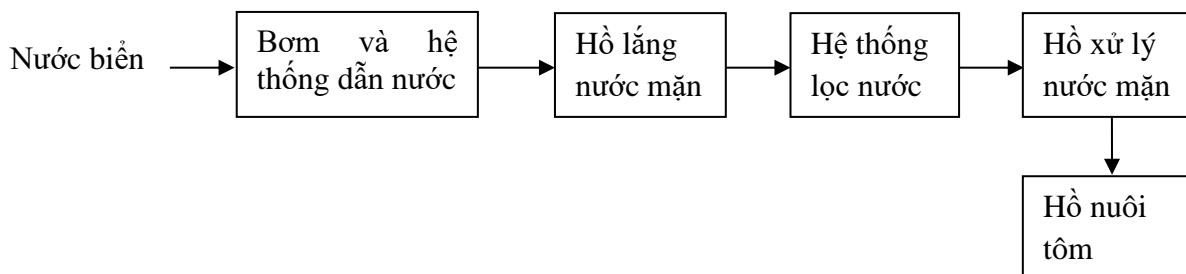 Nước biển
Bơm và hệ
thống dẫn nước
Hồ lắng
nước mặn
Hệ thống
lọc nước
Hồ xử lý
nước mặn
Hồ nuôi
tôm